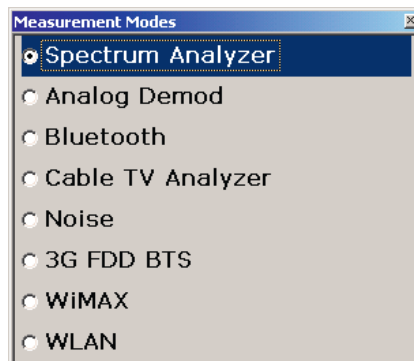 Measurement Modes
Spectrum Analyzer
Analog Demod
Bluetooth
Cable TV Analyzer
Noise
3G FDD BTS
WiMAX
WLAN